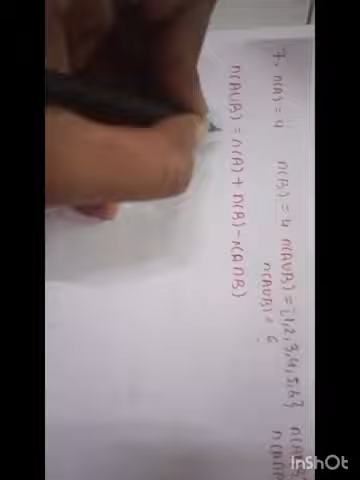 7, n(A) = 4 n(B) = 4 n(A∪B) = {1,2,3,4,5,6} n(A∪B)
n(A∪B) = 6 n(A∩
n(A∪B) = n(A) + n(B) - n(A∩B)
InShOt